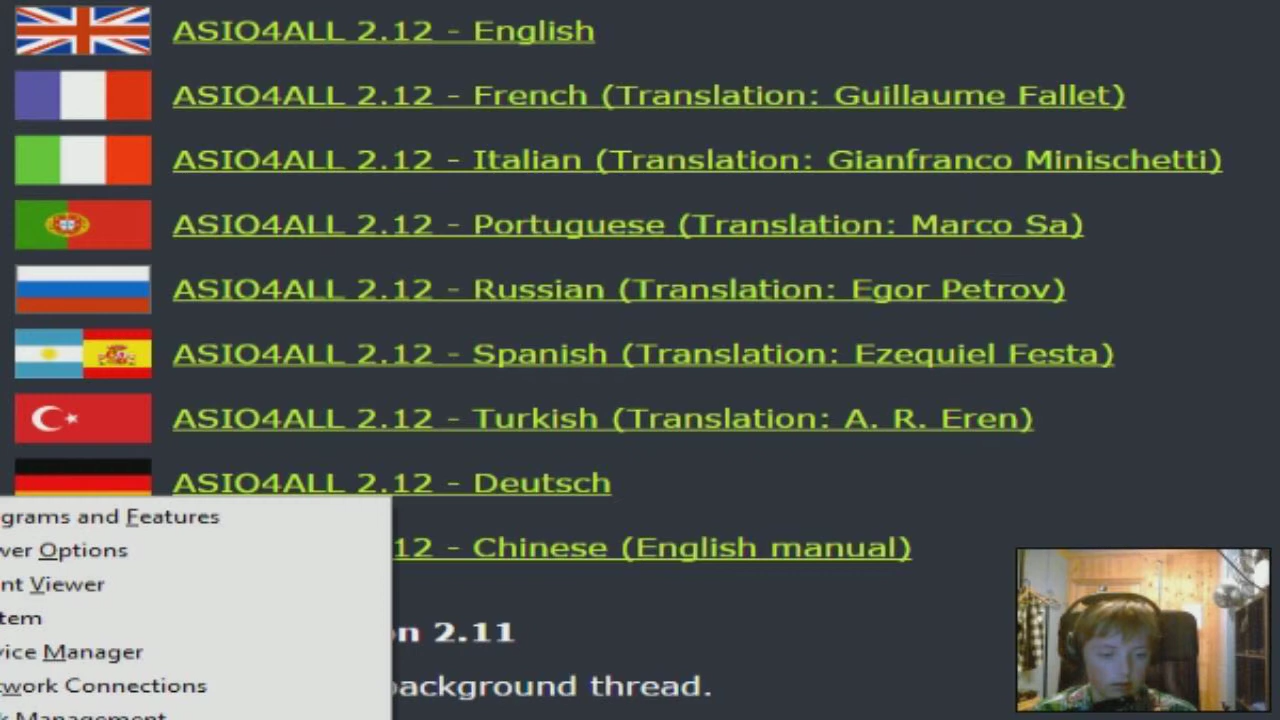 ASIO4ALL 2.12 - English
ASIO4ALL 2.12 - French (Translation: Guillaume Fallet)
ASIO4ALL 2.12 - Italian (Translation: Gianfranco Minischetti)
ASIO4ALL 2.12 - Portuguese (Translation: Marco Sa)
ASIO4ALL 2.12 - Russian (Translation: Egor Petrov)
ASIO4ALL 2.12 - Spanish (Translation: Ezequiel Festa)
ASIO4ALL 2.12 - Turkish (Translation: A. R. Eren)
ASIO4ALL 2.12 - Deutsch
12 - Chinese (English manual)
n 2.11
background thread.
grams and Features
wer Options
nt Viewer
tem
vice Manager
twork Connections
k Management